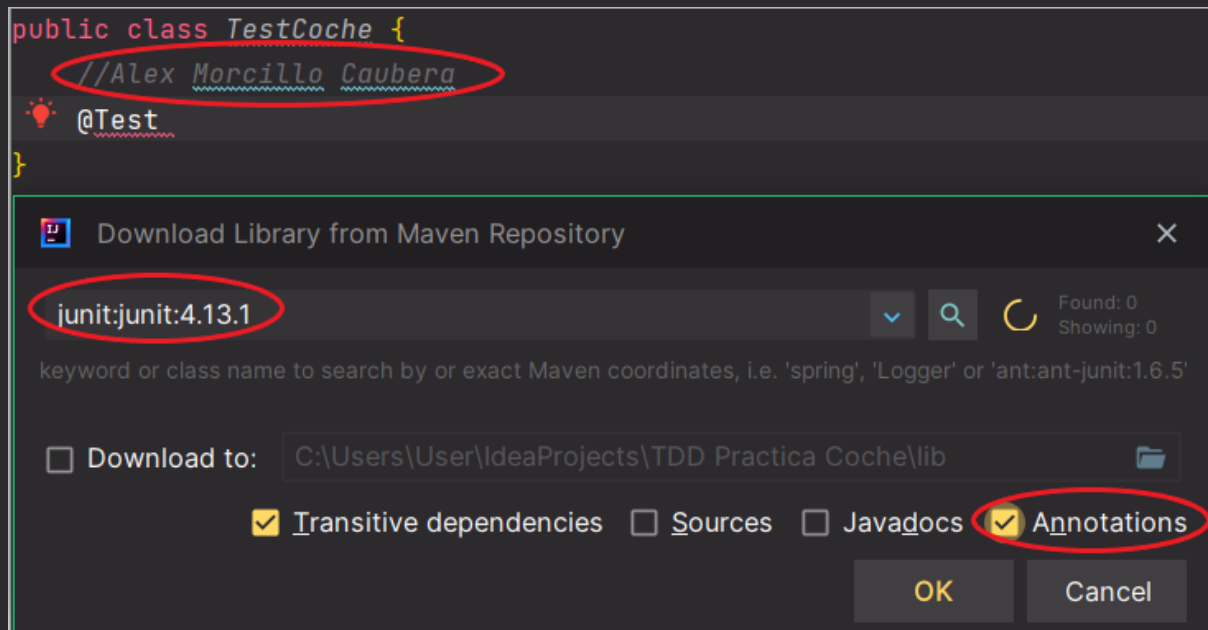 public class TestCoche {
//Alex Morcillo Caubera
@Test
}
Download Library from Maven Repository
junit:junit:4.13.1
Found: 0
Showing: 0
keyword or class name to search by or exact Maven coordinates, i.e. 'spring', 'Logger' or 'ant:ant-junit:1.6.5'
Download to:
C:\Users\User\IdeaProjects\TDD Practica Coche\lib
Transitive dependencies Sources Javadocs Annotations
OK Cancel